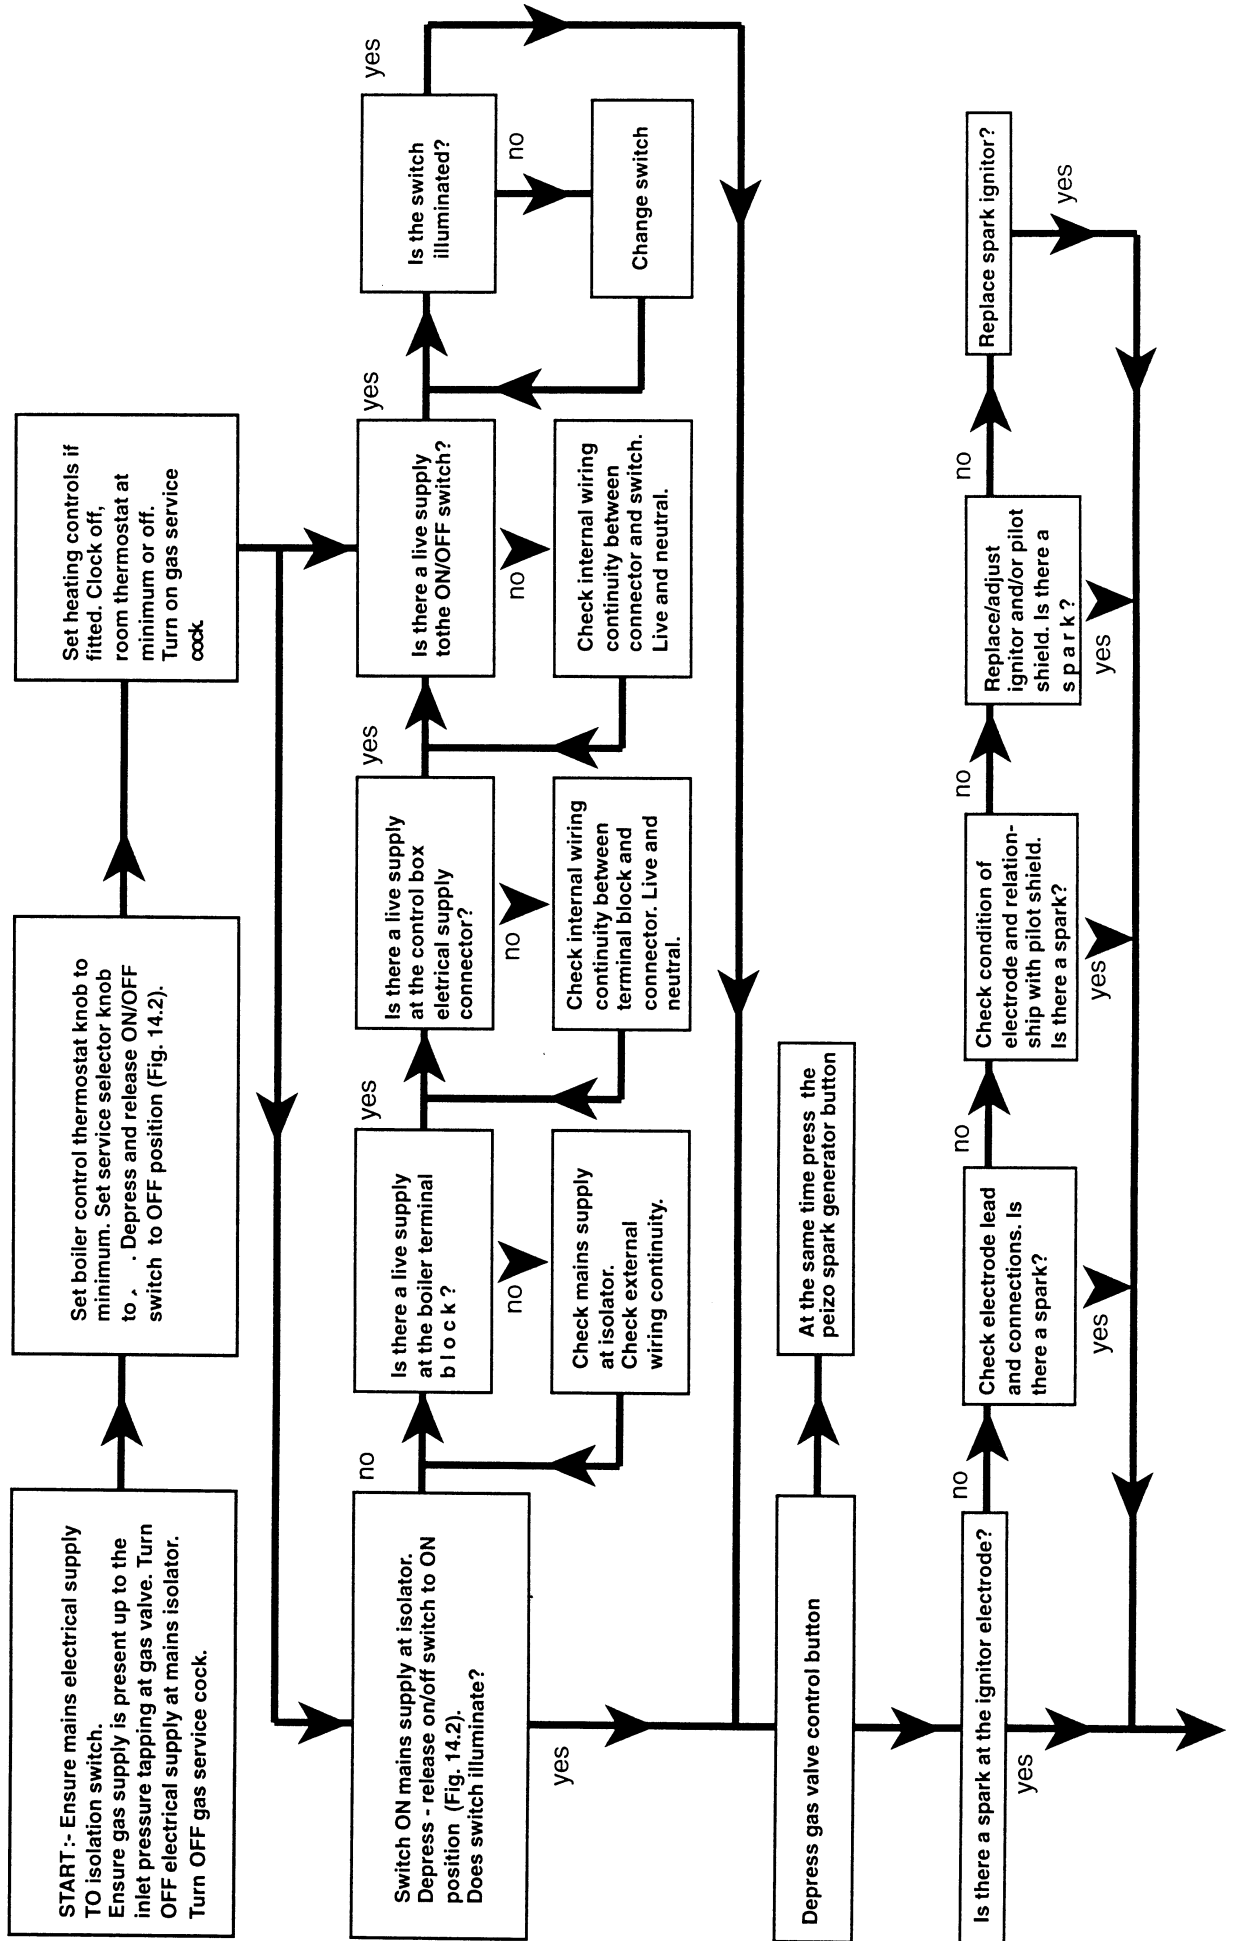 START:- Ensure mains electrical supply
TO isolation switch.
Ensure gas supply is present up to the
inlet pressure tapping at gas valve. Turn
OFF electrical supply at mains isolator.
Turn OFF gas service cock.
Set boiler control thermostat knob to
minimum. Set service selector knob
to . Depress and release ON/OFF
switch to OFF position (Fig. 14.2).
Set heating controls if
fitted. Clock off,
room thermostat at
minimum or off.
Turn on gas service
cock.
Switch ON mains supply at isolator.
Depress - release on/off switch to ON
position (Fig. 14.2).
Does switch illuminate?
no
yes
Is there a live supply
at the boiler terminal
block?
yes
no
Check mains supply
at isolator.
Check external
wiring continuity.
Is there a live supply
at the control box
eletrical supply
connector?
yes
no
Check internal wiring
continuity between
terminal block and
connector. Live and
neutral.
Is there a live supply
tothe ON/OFF switch?
yes
no
Check internal wiring
continuity between
connector and switch.
Live and neutral.
Is the switch
illuminated?
yes
no
Change switch
Depress gas valve control button
At the same time press the
peizo spark generator button
Is there a spark at the ignitor electrode?
no
yes
Check electrode lead
and connections. Is
there a spark?
no
yes
Check condition of
electrode and relation-
ship with pilot shield.
Is there a spark?
no
yes
Replace/adjust
ignitor and/or pilot
shield. Is there a
spark?
no
yes
Replace spark ignitor?
yes